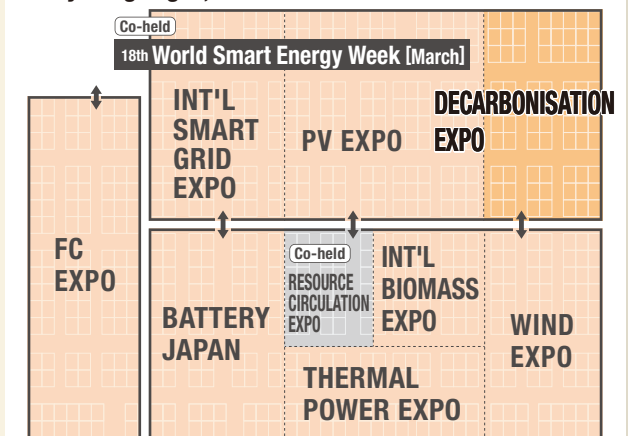 Co-held
18th World Smart Energy Week [March]
INT'L
SMART
GRID
EXPO
PV EXPO
DECARBONISATION
EXPO
FC
EXPO
BATTERY
JAPAN
Co-held
RESOURCE
CIRCULATION
EXPO
INT'L
BIOMASS
EXPO
WIND
EXPO
THERMAL
POWER EXPO